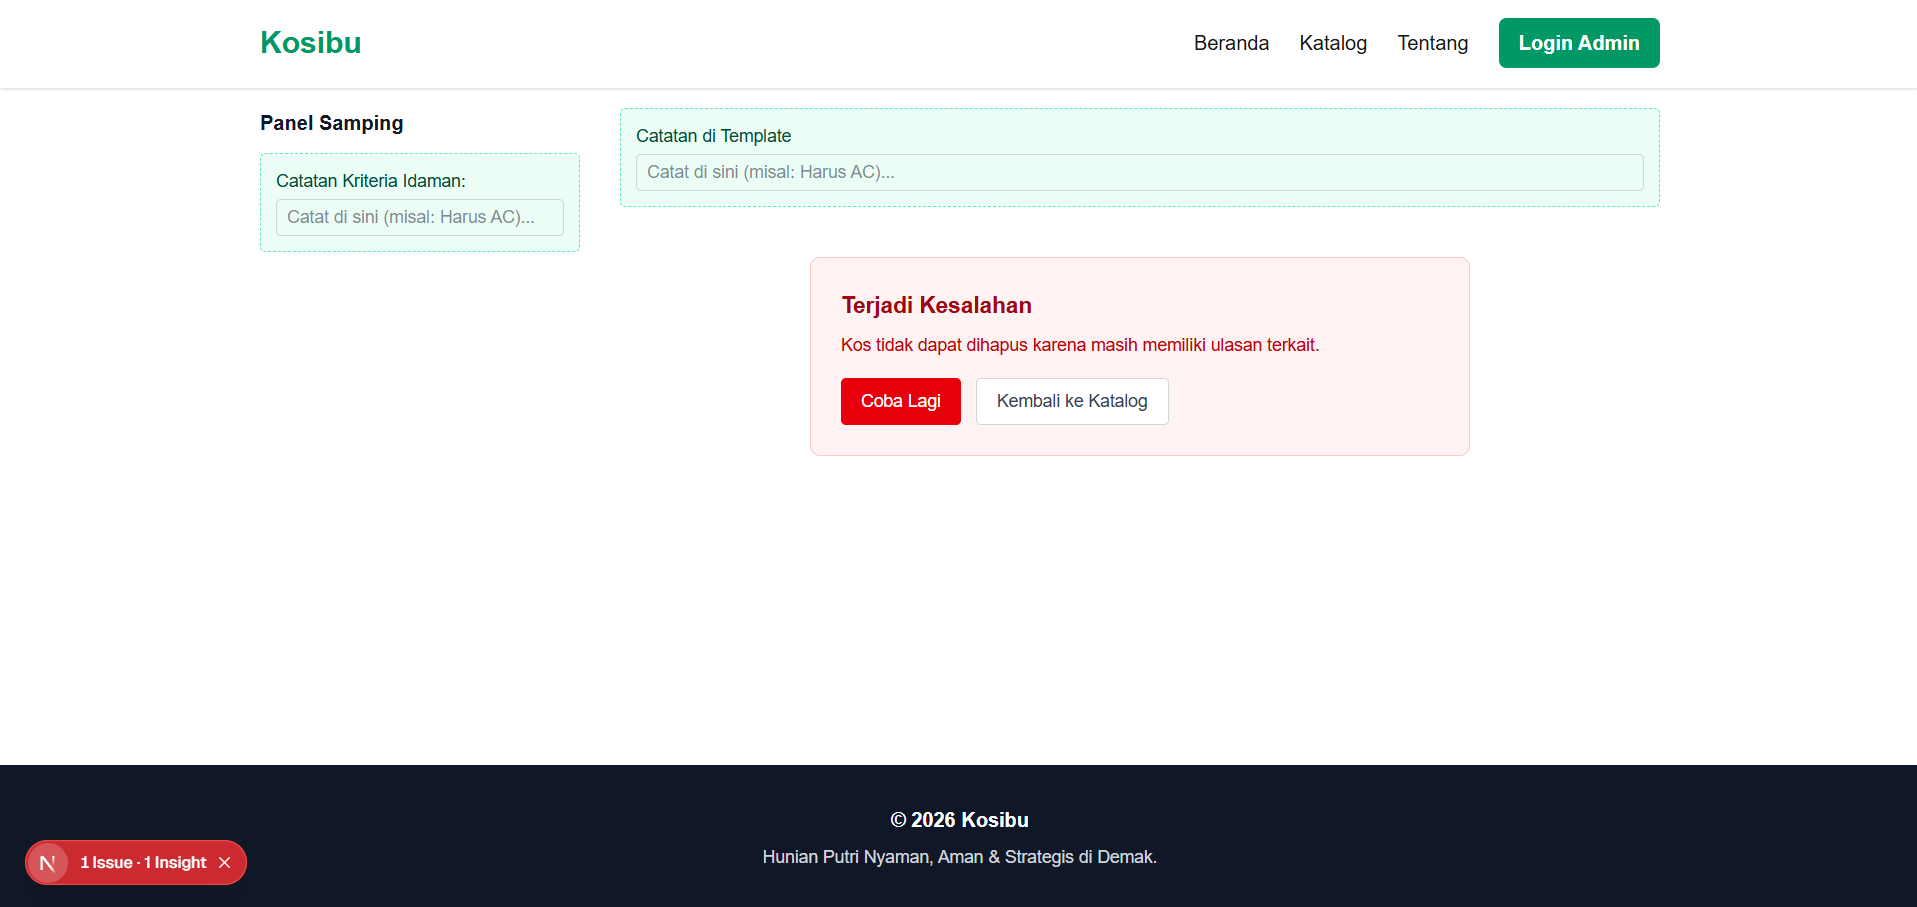 Kosibu
Beranda
Katalog
Tentang
Login Admin
Panel Samping
Catatan Kriteria Idaman:
Catat di sini (misal: Harus AC)...
Catatan di Template
Catat di sini (misal: Harus AC)...
Terjadi Kesalahan
Kos tidak dapat dihapus karena masih memiliki ulasan terkait.
Coba Lagi
Kembali ke Katalog
© 2026 Kosibu
Hunian Putri Nyaman, Aman & Strategis di Demak.
N
1 Issue · 1 Insight